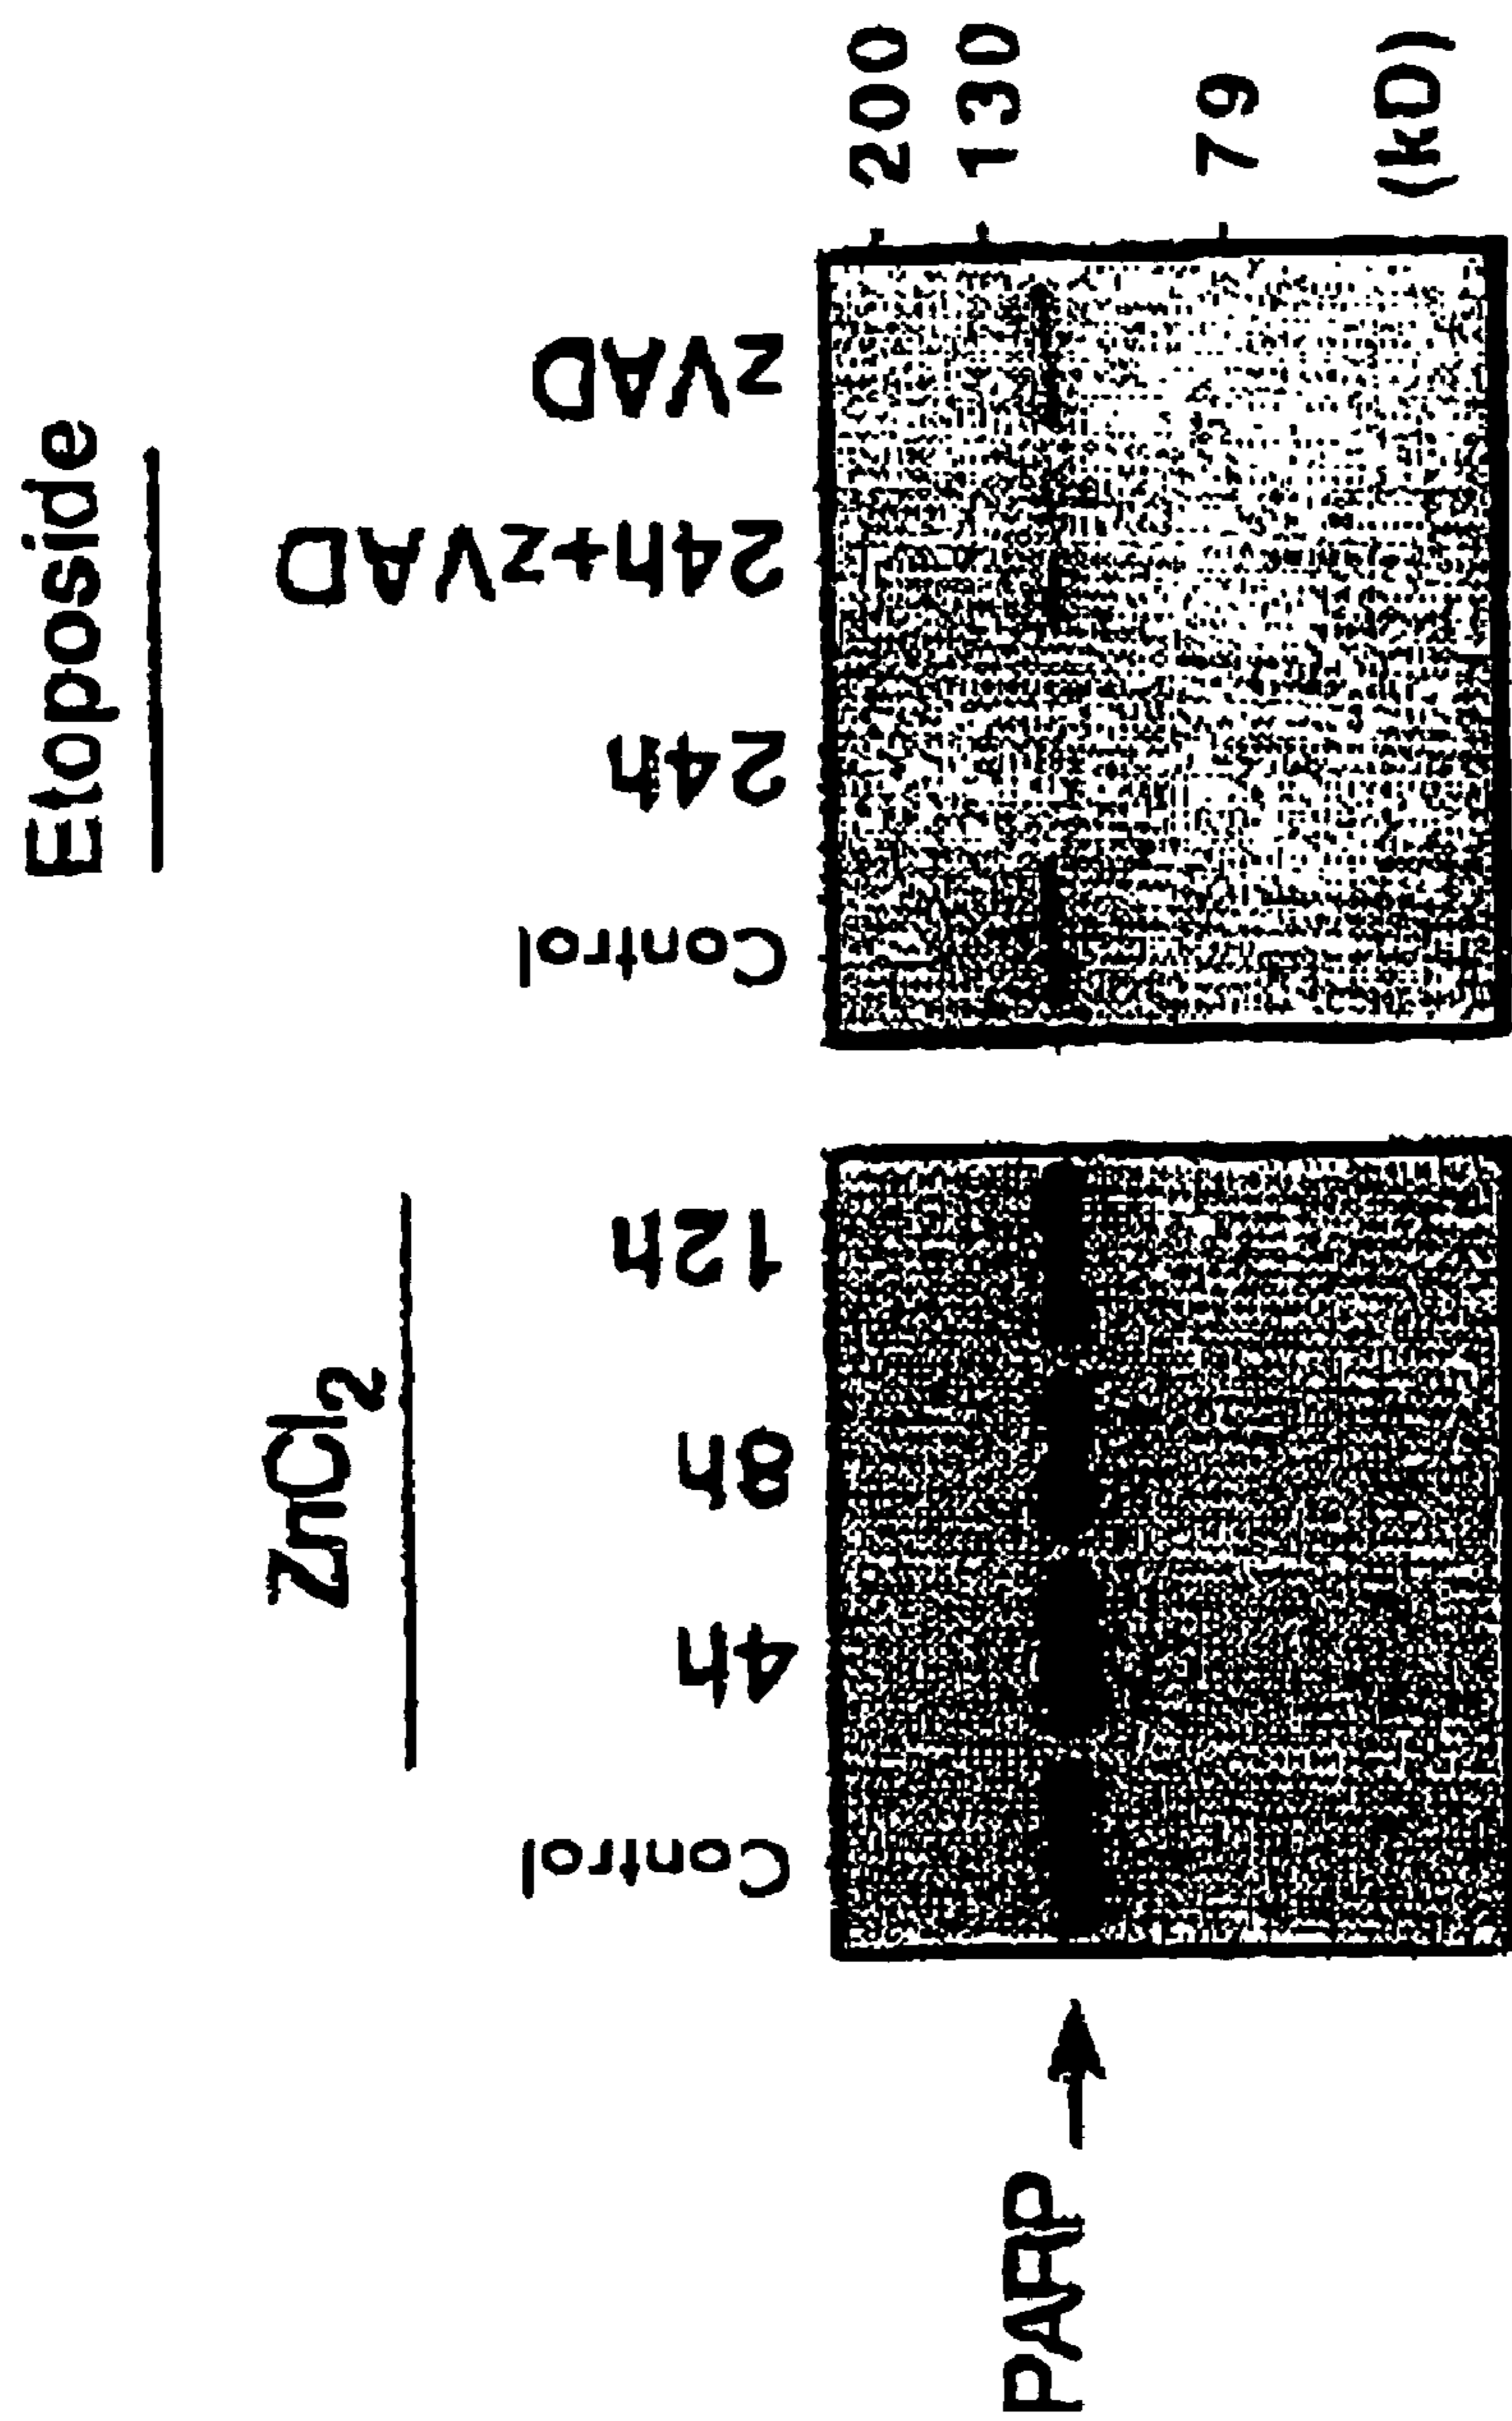 ZnCl2
Etoposide
Control
4h
8h
12h
Control
24h
24h+zVAD
zVAD
PARP
200
130
79
(kD)